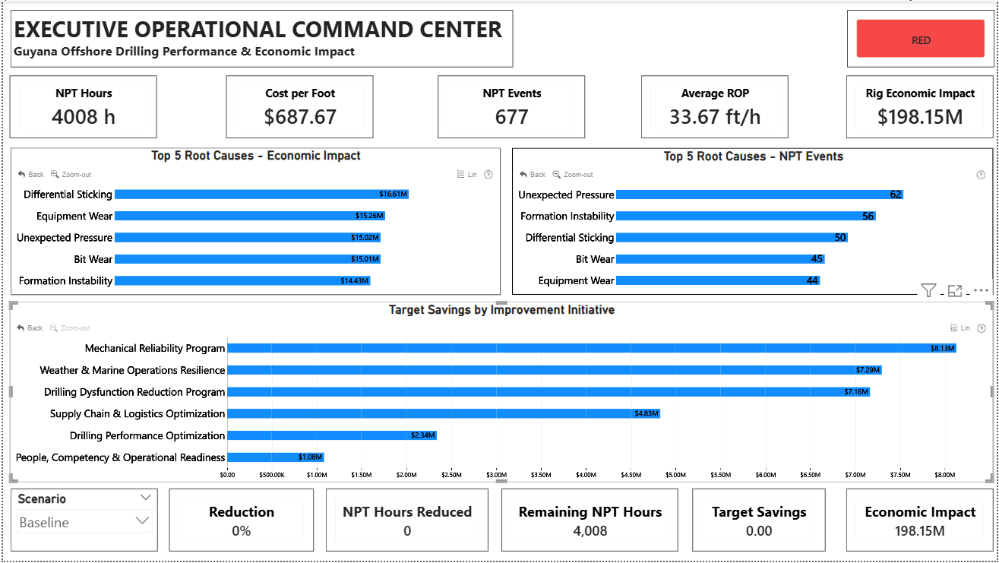 EXECUTIVE OPERATIONAL COMMAND CENTER
Guyana Offshore Drilling Performance & Economic Impact
RED
NPT Hours
4008 h
Cost per Foot
$687.67
NPT Events
677
Average ROP
33.67 ft/h
Rig Economic Impact
$198.15M
Top 5 Root Causes - Economic Impact
Back Zoom-out Lin
Differential Sticking $16.61M
Equipment Wear $15.26M
Unexpected Pressure $15.02M
Bit Wear $15.01M
Formation Instability $14.43M
Top 5 Root Causes - NPT Events
Back Zoom-out
Unexpected Pressure 62
Formation Instability 56
Differential Sticking 50
Bit Wear 45
Equipment Wear 44
Target Savings by Improvement Initiative
Back Zoom-out Lin
Mechanical Reliability Program $8.13M
Weather & Marine Operations Resilience $7.29M
Drilling Dysfunction Reduction Program $7.16M
Supply Chain & Logistics Optimization $4.83M
Drilling Performance Optimization $2.34M
People, Competency & Operational Readiness $1.08M
$0.00 $500.00K $1.00M $1.50M $2.00M $2.50M $3.00M $3.50M $4.00M $4.50M $5.00M $5.50M $6.00M $6.50M $7.00M $7.50M $8.00M
Scenario
Baseline
Reduction
0%
NPT Hours Reduced
0
Remaining NPT Hours
4,008
Target Savings
0.00
Economic Impact
198.15M